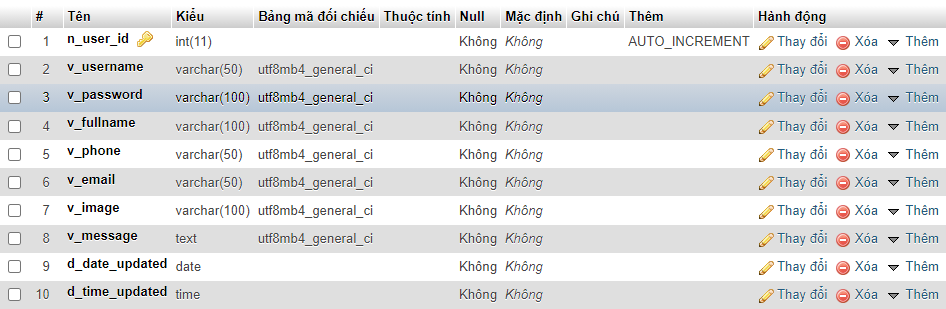 # Tên Kiểu Bảng mã đối chiếu Thuộc tính Null Mặc định Ghi chú Thêm Hành động
1 n_user_id int(11) Không Không AUTO_INCREMENT Thay đổi Xóa Thêm
2 v_username varchar(50) utf8mb4_general_ci Không Không Thay đổi Xóa Thêm
3 v_password varchar(100) utf8mb4_general_ci Không Không Thay đổi Xóa Thêm
4 v_fullname varchar(100) utf8mb4_general_ci Không Không Thay đổi Xóa Thêm
5 v_phone varchar(50) utf8mb4_general_ci Không Không Thay đổi Xóa Thêm
6 v_email varchar(50) utf8mb4_general_ci Không Không Thay đổi Xóa Thêm
7 v_image varchar(100) utf8mb4_general_ci Không Không Thay đổi Xóa Thêm
8 v_message text utf8mb4_general_ci Không Không Thay đổi Xóa Thêm
9 d_date_updated date Không Không Thay đổi Xóa Thêm
10 d_time_updated time Không Không Thay đổi Xóa Thêm